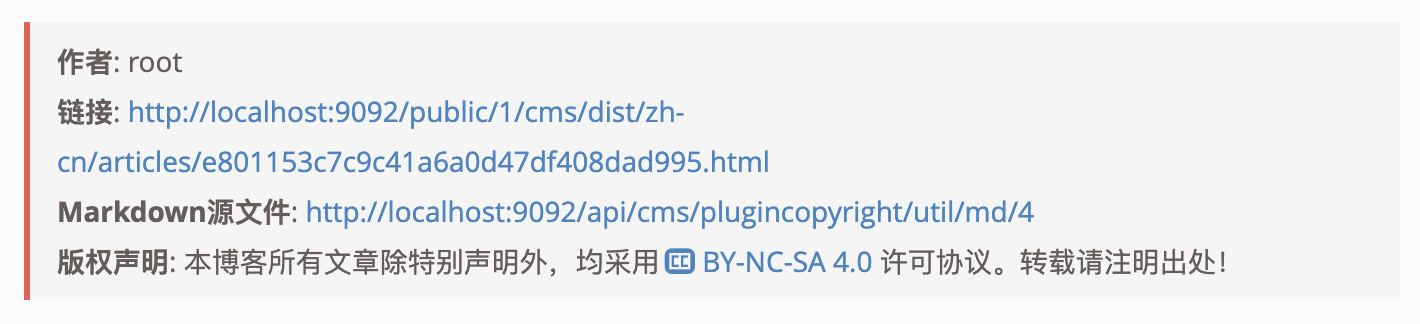 作者: root
链接: http://localhost:9092/public/1/cms/dist/zh-
cn/articles/e801153c7c9c41a6a0d47df408dad995.html
Markdown源文件: http://localhost:9092/api/cms/plugincopyright/util/md/4
版权声明: 本博客所有文章除特别声明外，均采用 CC BY-NC-SA 4.0 许可协议。转载请注明出处！